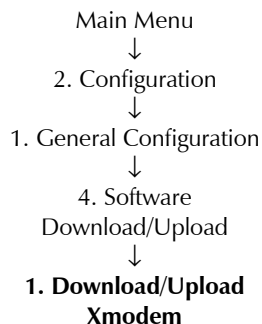 Main Menu
↓
2. Configuration
↓
1. General Configuration
↓
4. Software
Download/Upload
↓
1. Download/Upload
Xmodem